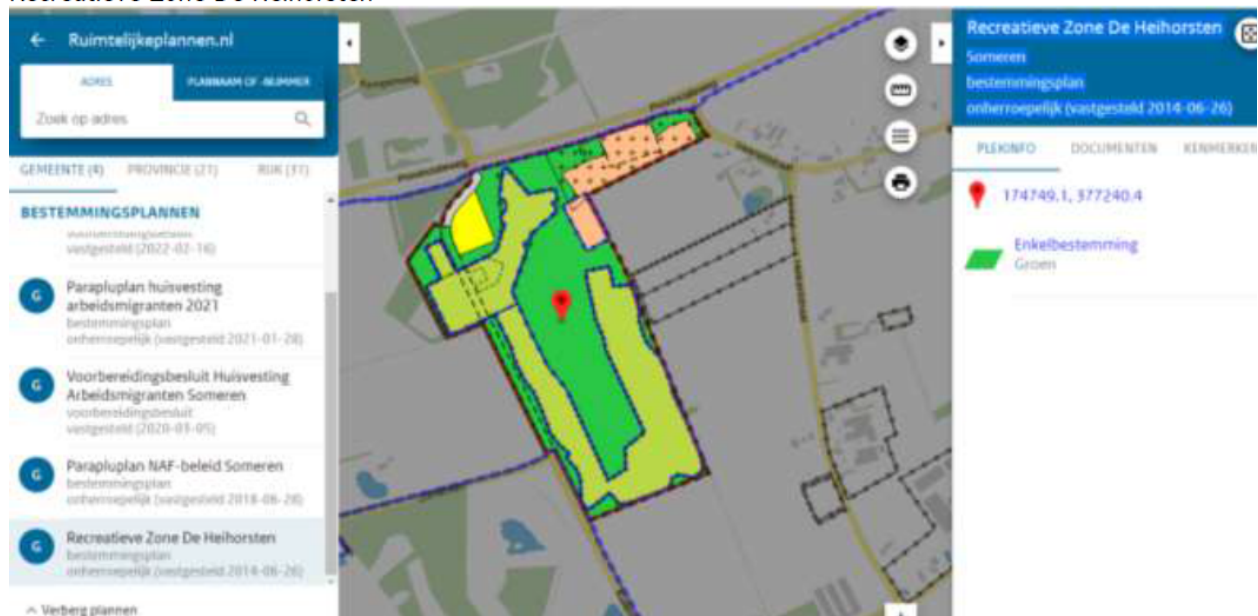 Recreatieve Zone De Heihorsten
Ruimtelijkeplannen.nl
ADRES
PLANNAAM OF -NUMMER
Zoek op adres
GEMEENTE (4)
PROVINCIE (21)
RIJK (31)
BESTEMMINGSPLANNEN
vastgesteld (2022-02-16)
G
Parapluplan huisvesting
arbeidsmigranten 2021
bestemmingsplan
onherroepelijk (vastgesteld 2021-01-28)
G
Voorbereidingsbesluit Huisvesting
Arbeidsmigranten Someren
voorbereidingsbesluit
vastgesteld (2020-03-05)
G
Parapluplan NAF-beleid Someren
bestemmingsplan
onherroepelijk (vastgesteld 2018-06-28)
G
Recreatieve Zone De Heihorsten
bestemmingsplan
onherroepelijk (vastgesteld 2014-06-26)
Verberg plannen
Recreatieve Zone De Heihorsten
Someren
bestemmingsplan
onherroepelijk (vastgesteld 2014-06-26)
PLEKINFO
DOCUMENTEN
KENMERKEN
174749.1, 377240.4
Enkelbestemming
Groen